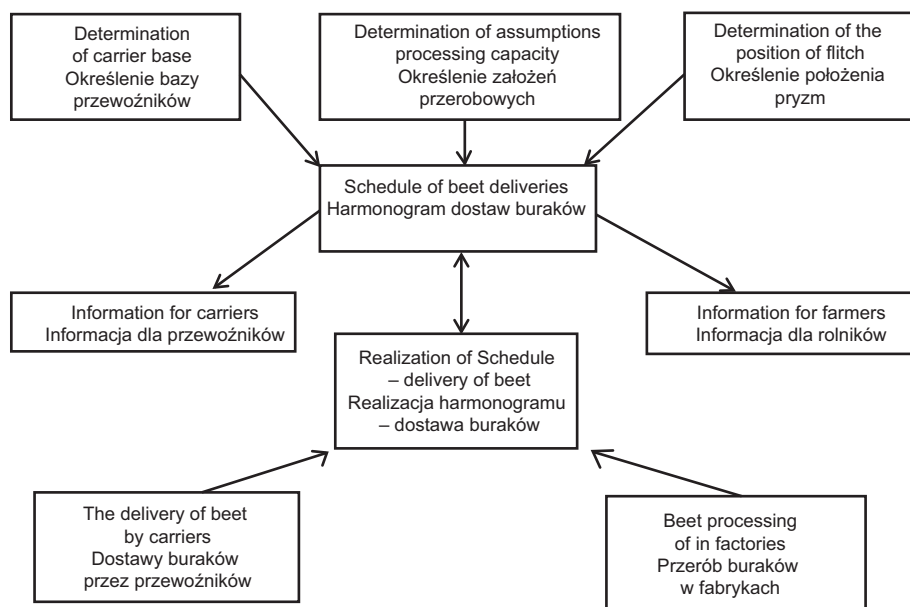 Determination
of carrier base
Określenie bazy
przewoźników
Determination of assumptions
processing capacity
Określenie założeń
przerobowych
Determination of the
position of flitch
Określenie położenia
pryzm
Schedule of beet deliveries
Harmonogram dostaw buraków
Information for carriers
Informacja dla przewoźników
Information for farmers
Informacja dla rolników
Realization of Schedule
– delivery of beet
Realizacja harmonogramu
– dostawa buraków
The delivery of beet
by carriers
Dostawy buraków
przez przewoźników
Beet processing
of in factories
Przerób buraków
w fabrykach